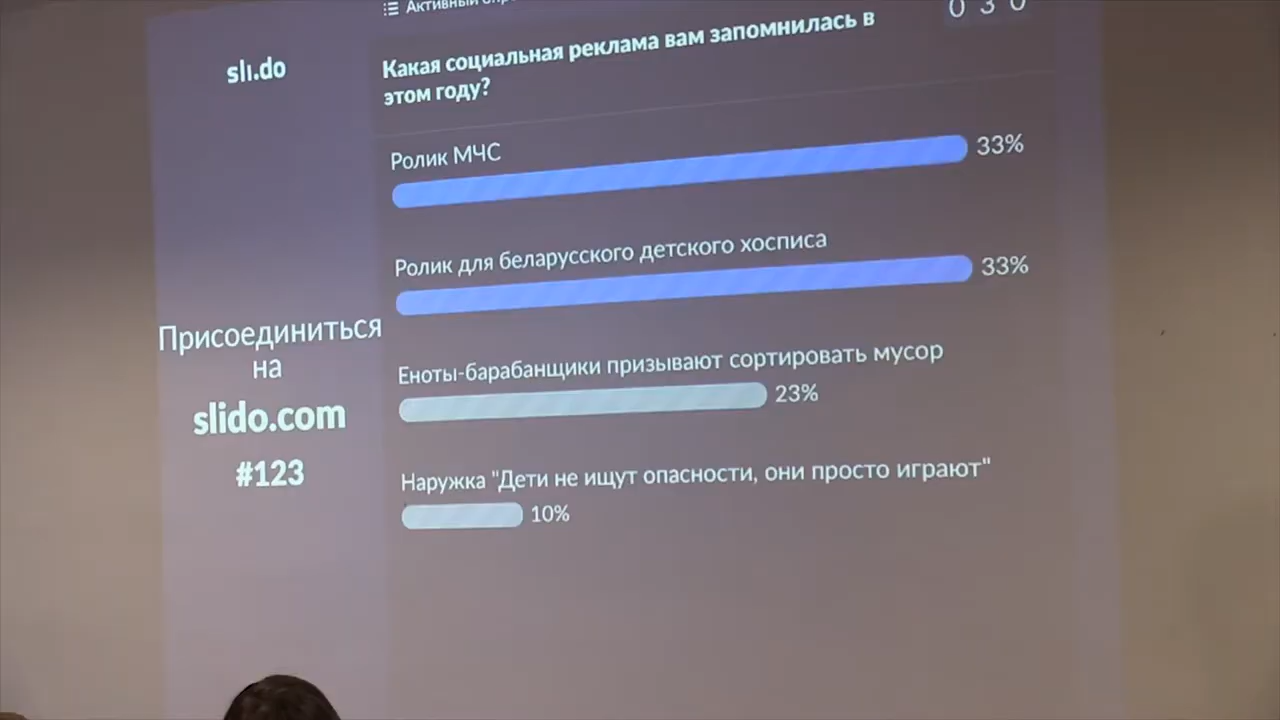 Активный
030
sli.do
Какая социальная реклама вам запомнилась в
этом году?
Ролик МЧС
33%
Ролик для беларусского детского хосписа
33%
Присоединиться
на
slido.com
#123
Еноты-барабанщики призывают сортировать мусор
23%
Наружка "Дети не ищут опасности, они просто играют"
10%